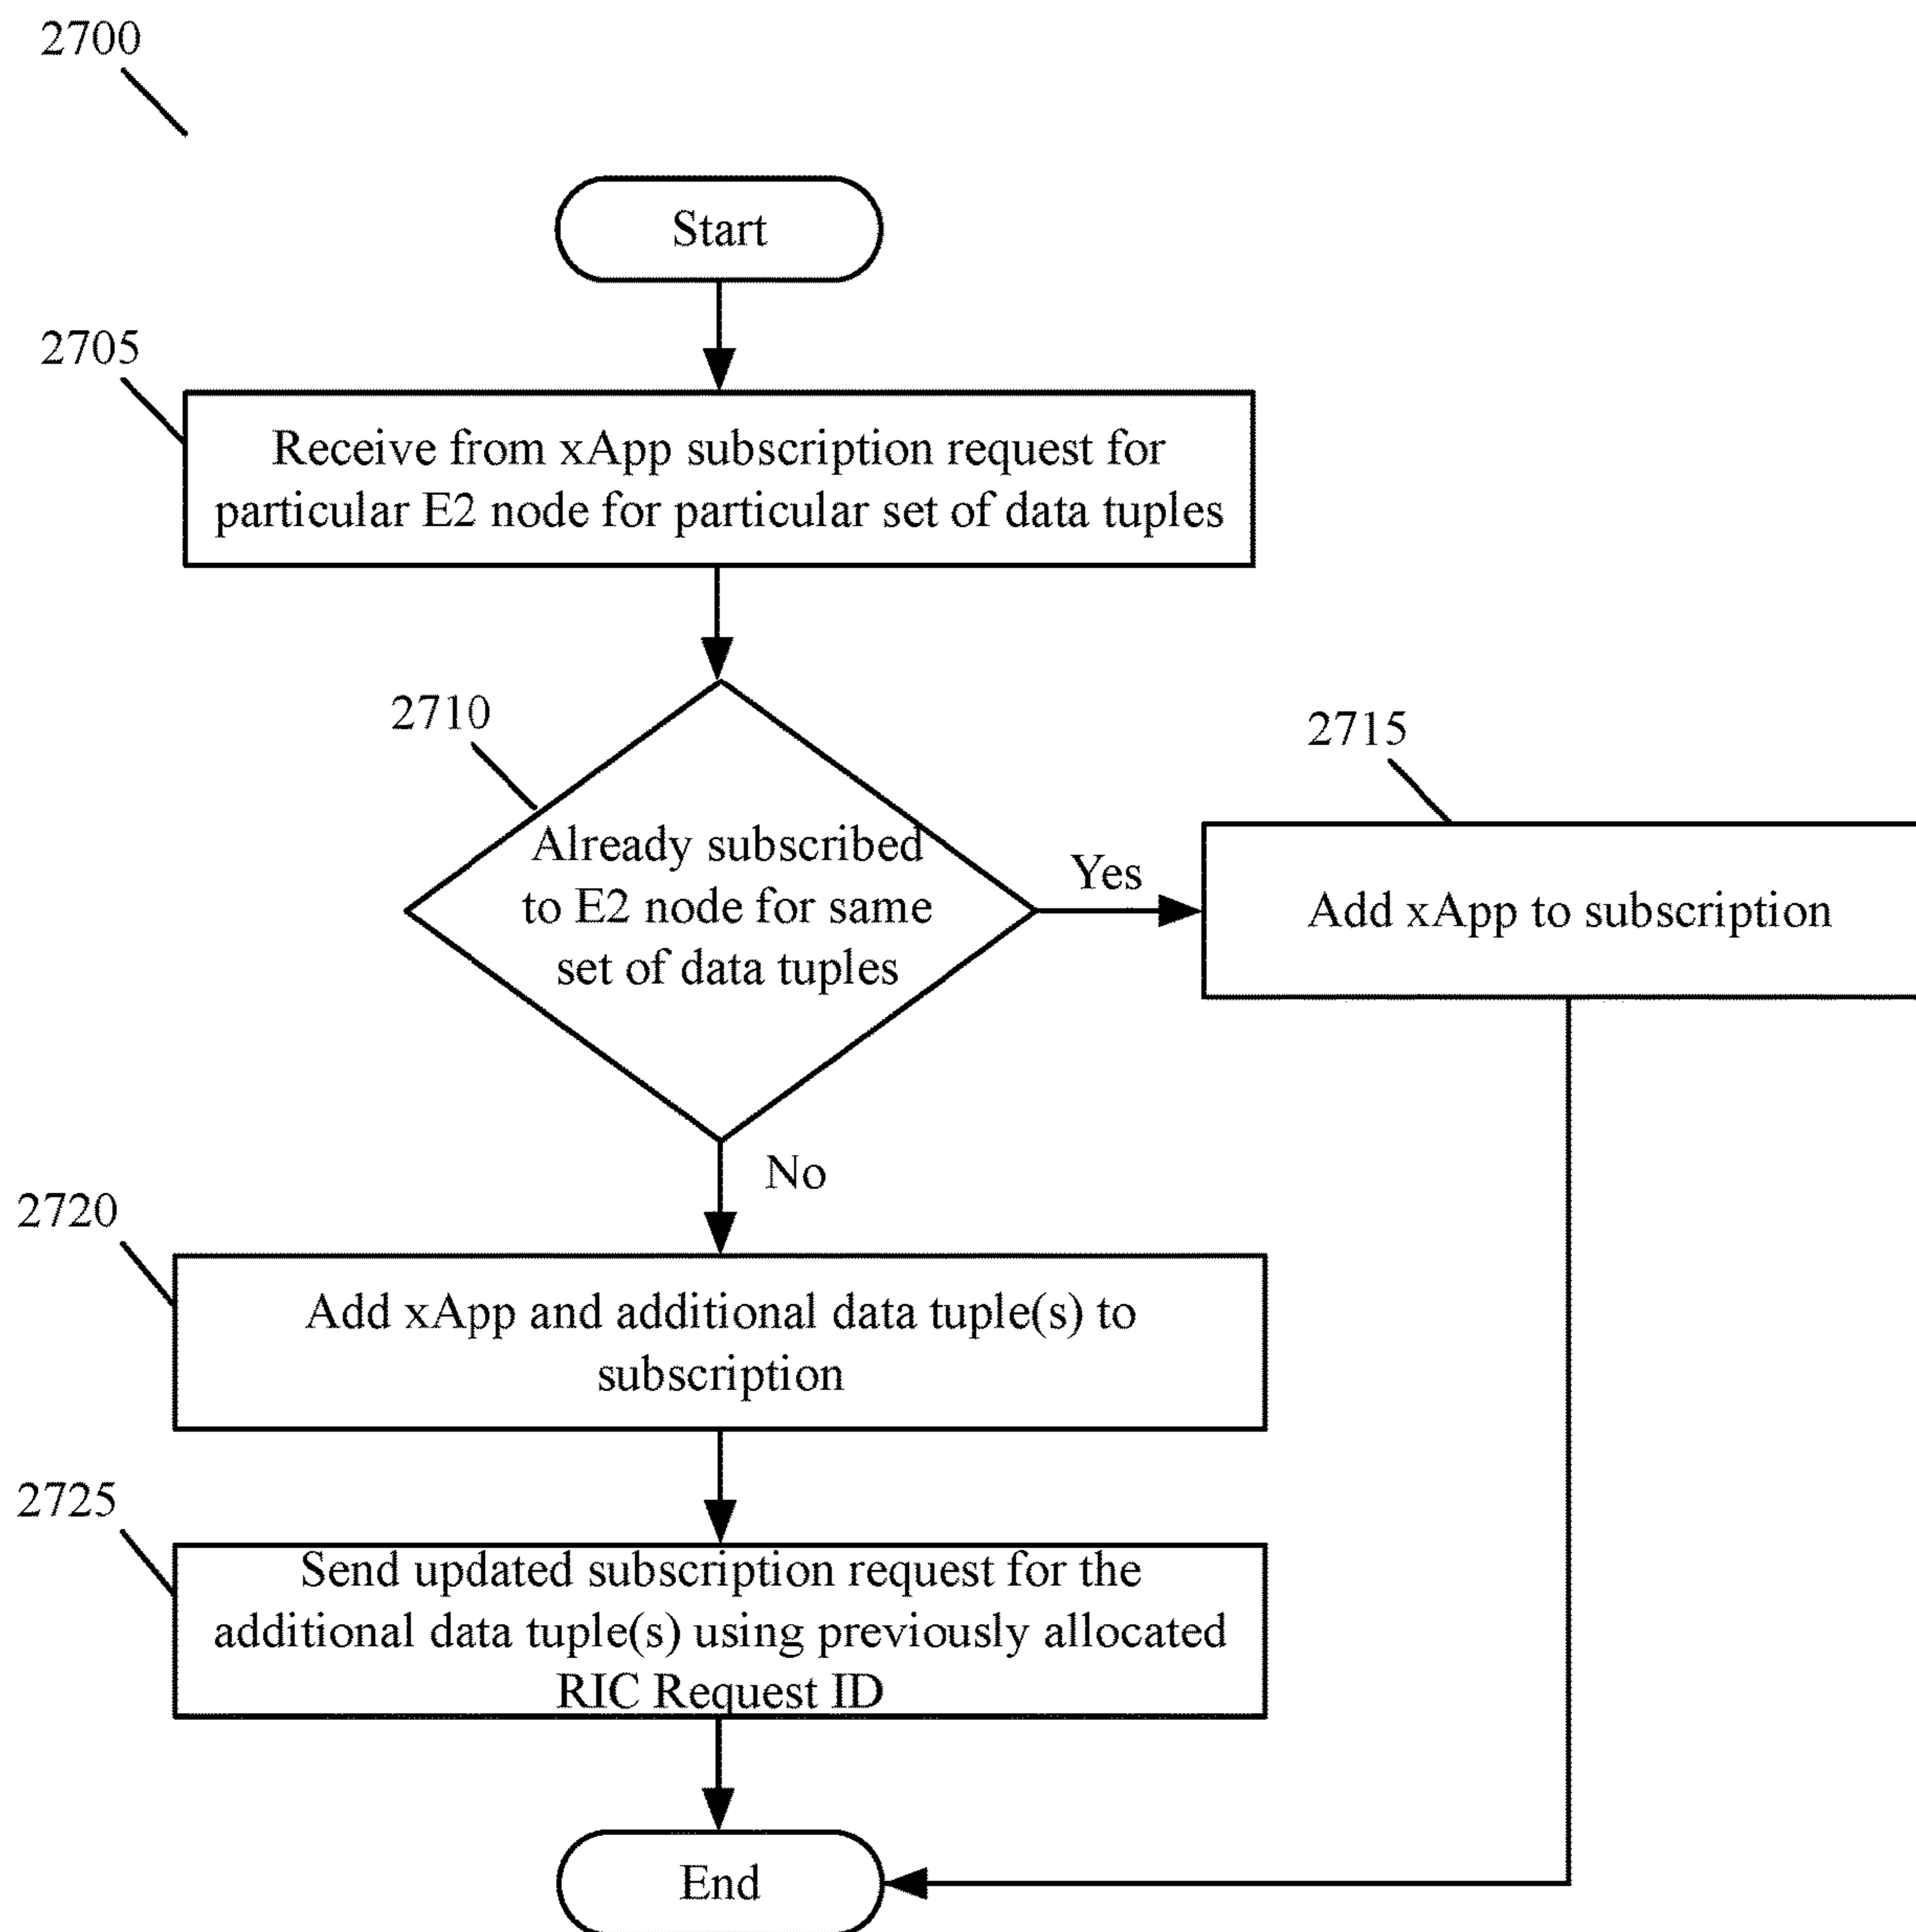 2700
Start
2705
Receive from xApp subscription request for
particular E2 node for particular set of data tuples
2710
Already subscribed
to E2 node for same
set of data tuples
Yes
2715
Add xApp to subscription
No
2720
Add xApp and additional data tuple(s) to
subscription
2725
Send updated subscription request for the
additional data tuple(s) using previously allocated
RIC Request ID
End